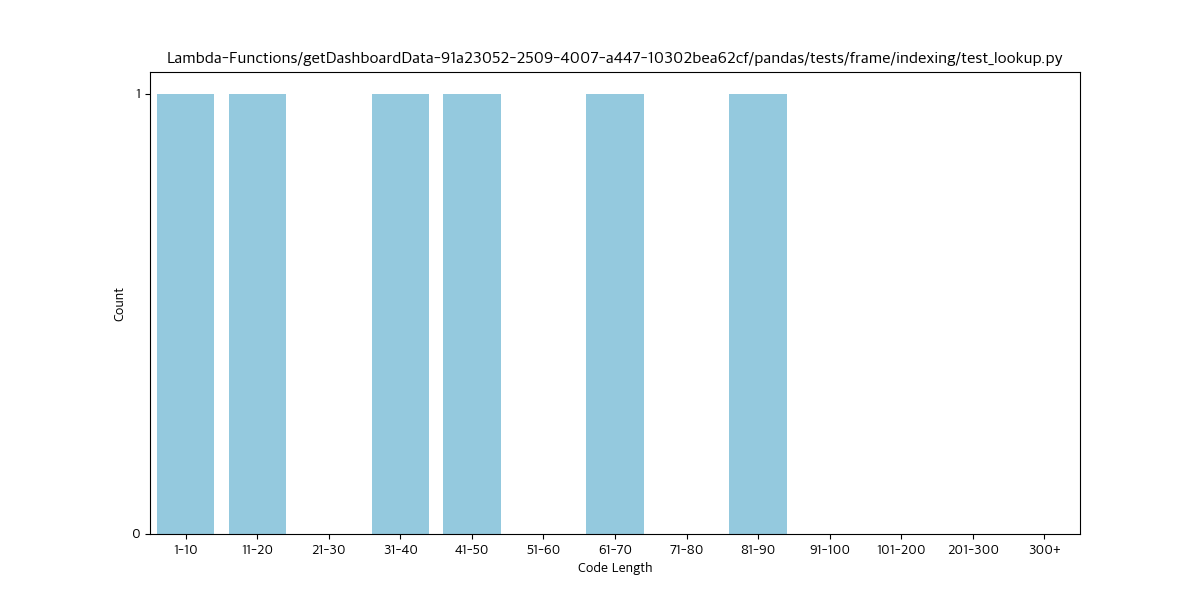 Lambda-Functions/getDashboardData-91a23052-2509-4007-a447-10302bea62cf/pandas/tests/frame/indexing/test_lookup.py
1
Count
0
1-10 11-20 21-30 31-40 41-50 51-60 61-70 71-80 81-90 91-100 101-200 201-300 300+
Code Length